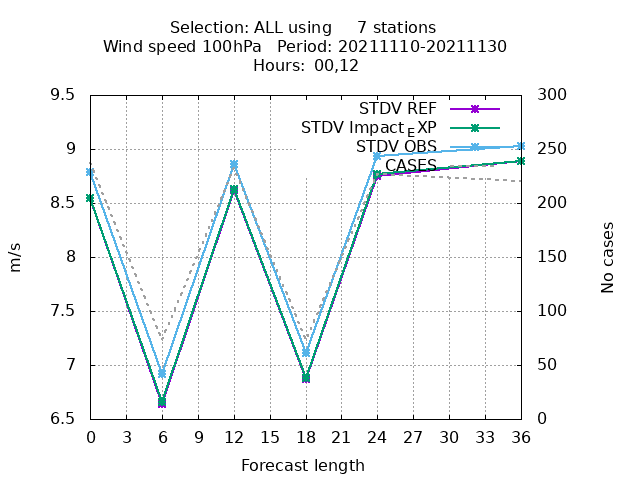 Selection: ALL using     7 stations
Wind speed 100hPa   Period: 20211110-20211130
Hours:  00,12
9.5
300
STDV REF
STDV Impact_EXP
9
STDV OBS
250
CASES
8.5
200
8
150
7.5
100
7
50
6.5
0
m/s
No cases
0 3 6 9 12 15 18 21 24 27 30 33 36
Forecast length